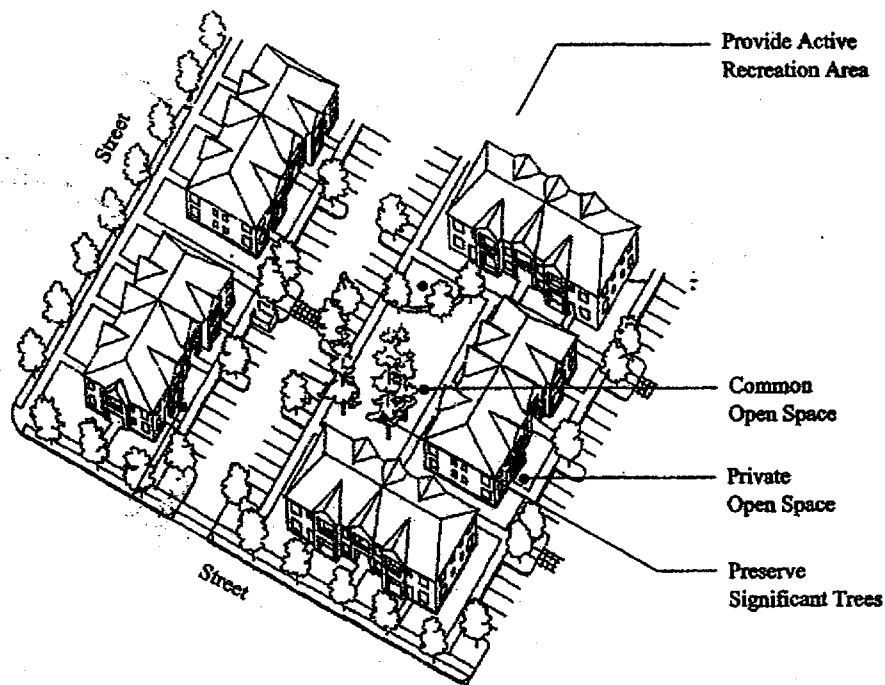 Provide Active
Recreation Area
Street
Common
Open Space
Private
Open Space
Preserve
Significant Trees
Street